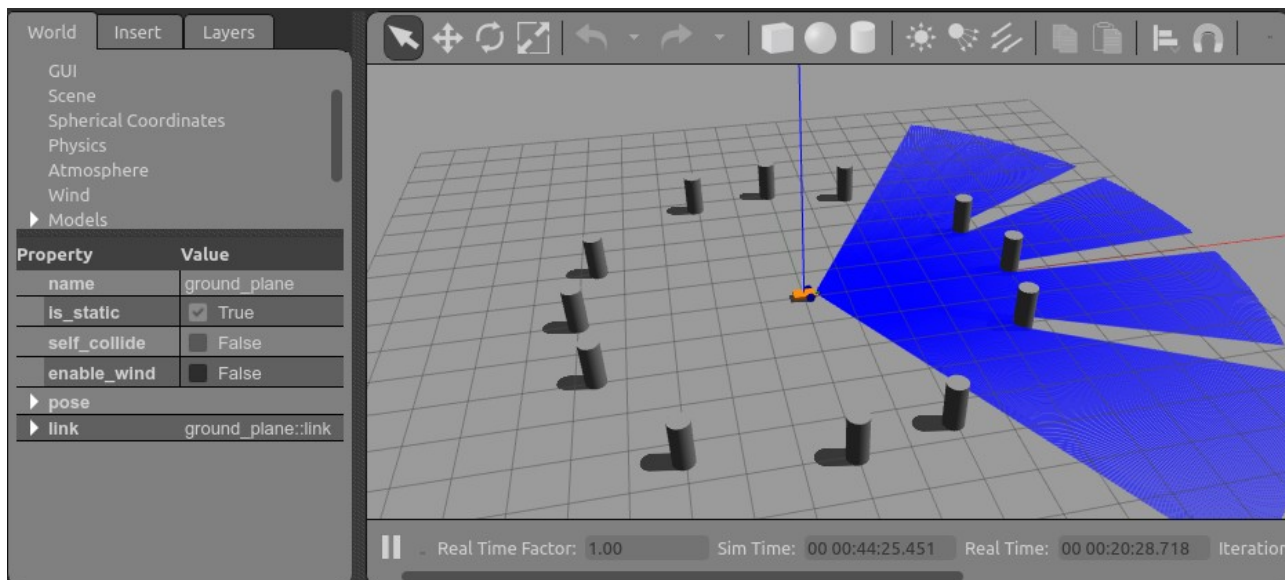 World Insert Layers
GUI
Scene
Spherical Coordinates
Physics
Atmosphere
Wind
Models
Property Value
name ground_plane
is_static True
self_collide False
enable_wind False
pose
link ground_plane::link
Real Time Factor: 1.00 Sim Time: 00 00:44:25.451 Real Time: 00 00:20:28.718 Iteration